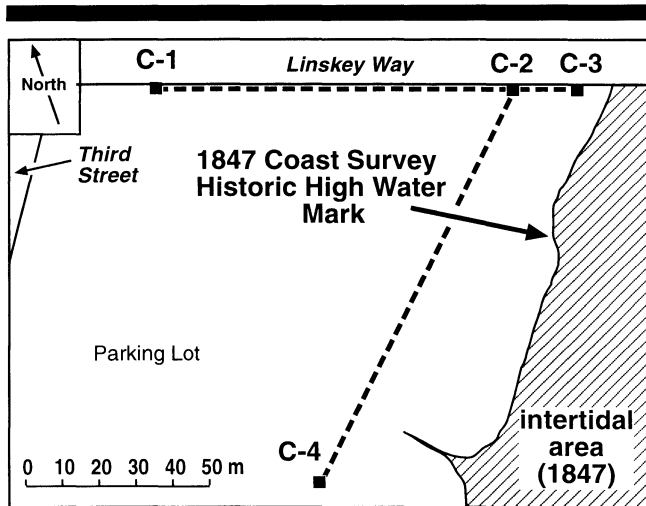 C-1
Linskey Way
C-2
C-3
North
Third
Street
1847 Coast Survey
Historic High Water
Mark
Parking Lot
C-4
intertidal
area
(1847)
0 10 20 30 40 50 m